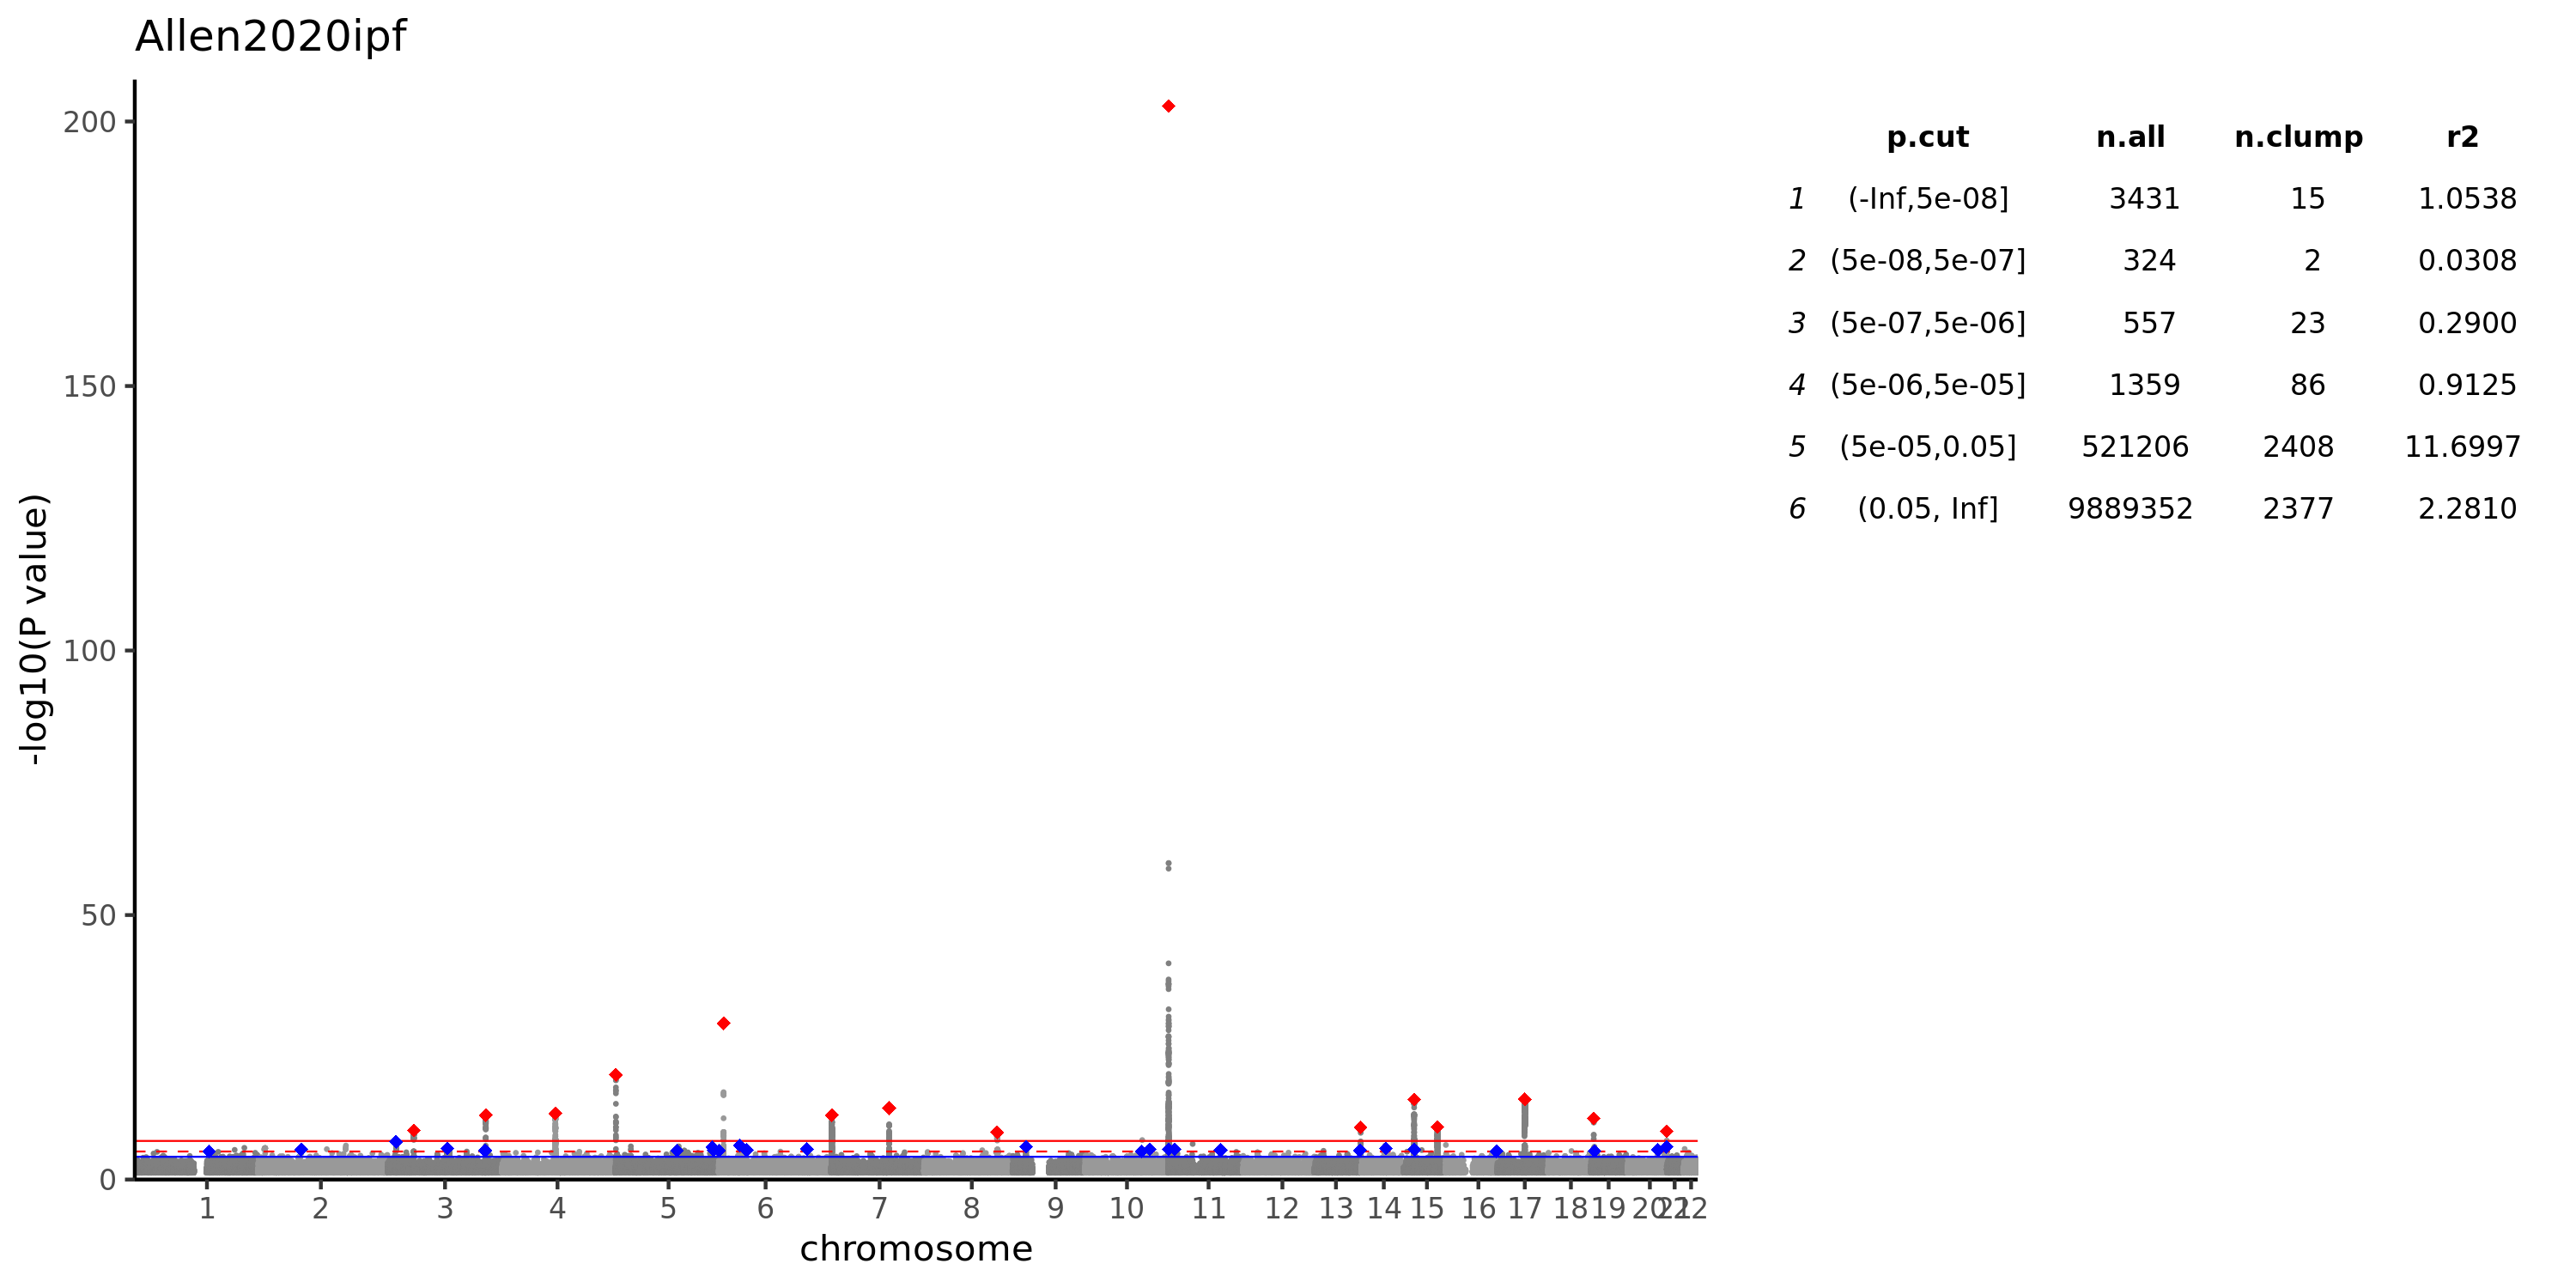 Allen2020ipf
-log10(P value)
200
150
100
50
0
1 2 3 4 5 6 7 8 9 10 11 12 13 14 15 16 17 18 19 20 21 22
chromosome
p.cut n.all n.clump r2
1 (-Inf,5e-08] 3431 15 1.0538
2 (5e-08,5e-07] 324 2 0.0308
3 (5e-07,5e-06] 557 23 0.2900
4 (5e-06,5e-05] 1359 86 0.9125
5 (5e-05,0.05] 521206 2408 11.6997
6 (0.05, Inf] 9889352 2377 2.2810